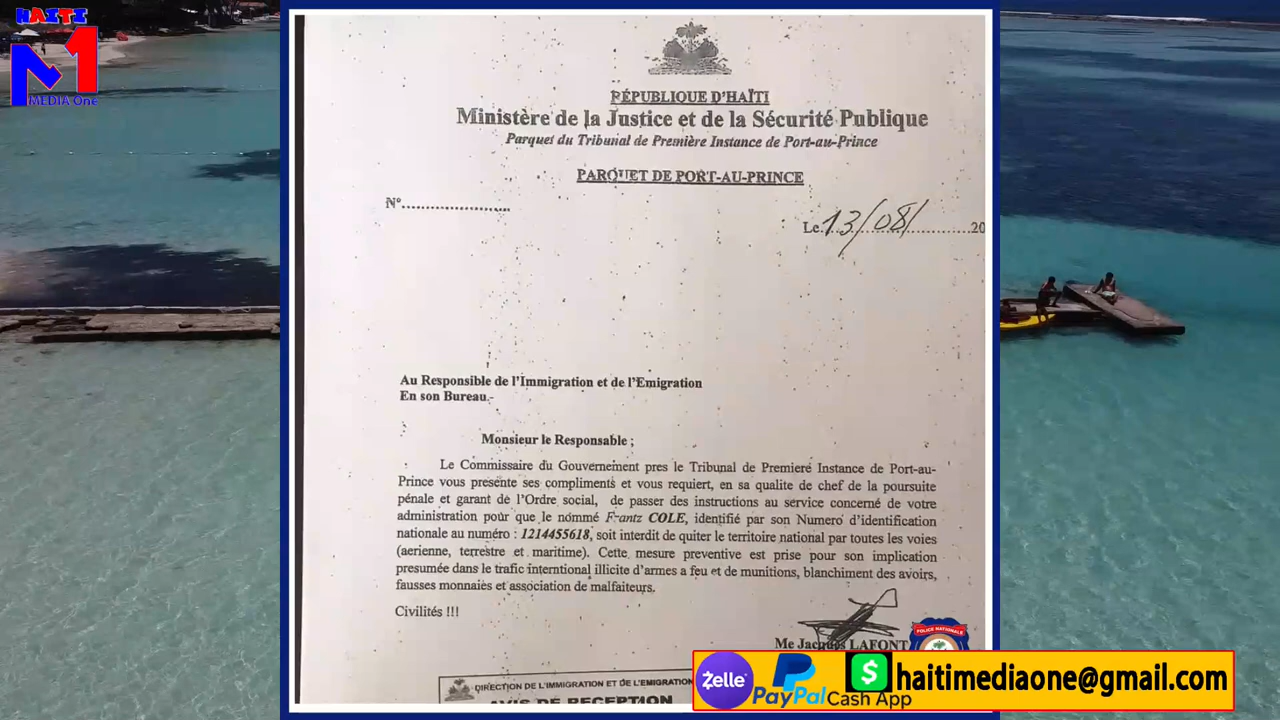 HAITI
M1
MEDIA One
RÉPUBLIQUE D'HAÏTI
Ministère de la Justice et de la Sécurité Publique
Parquet du Tribunal de Première Instance de Port-au-Prince
PARQUET DE PORT-AU-PRINCE
N°......................
Le 13/08/............20
Au Responsible de l'Immigration et de l'Emigration
En son Bureau.-
Monsieur le Responsable ;
Le Commissaire du Gouvernement pres le Tribunal de Premiere Instance de Port-au-
Prince vous presente ses compliments et vous requiert, en sa qualite de chef de la poursuite
pénale et garant de l'Ordre social, de passer des instructions au service concerné de votre
administration pour que le nommé Frantz COLE, identifié par son Numero d'identification
nationale au numéro : 1214455618, soit interdit de quiter le territoire national par toutes les voies
(aerienne, terrestre et maritime). Cette mesure preventive est prise pour son implication
presumée dans le trafic interntional illicite d'armes a feu et de munitions, blanchiment des avoirs,
fausses monnaies et association de malfaiteurs.
Civilités !!!
Me Jacques LAFONT
POLICE NATIONALE
DIRECTION DE L'IMMIGRATION ET DE L'EMIGRATION
AVIS DE RECEPTION
Zelle
PayPal
$
Cash App
haitimediaone@gmail.com